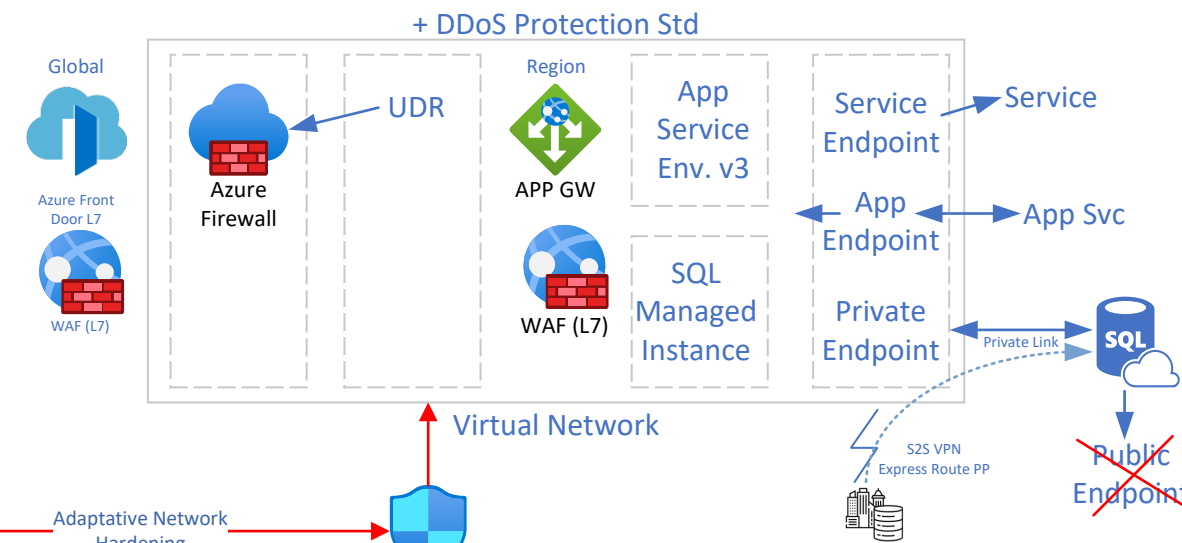 + DDoS Protection Std
Global
Azure Front
Door L7
WAF (L7)
Azure
Firewall
UDR
Region
APP GW
WAF (L7)
App
Service
Env. v3
SQL
Managed
Instance
Service
Endpoint
Service
App
Endpoint
App Svc
Private
Endpoint
Private Link
SQL
Public
Endpoint
Virtual Network
S2S VPN
Express Route PP
Adaptative Network
Hardening